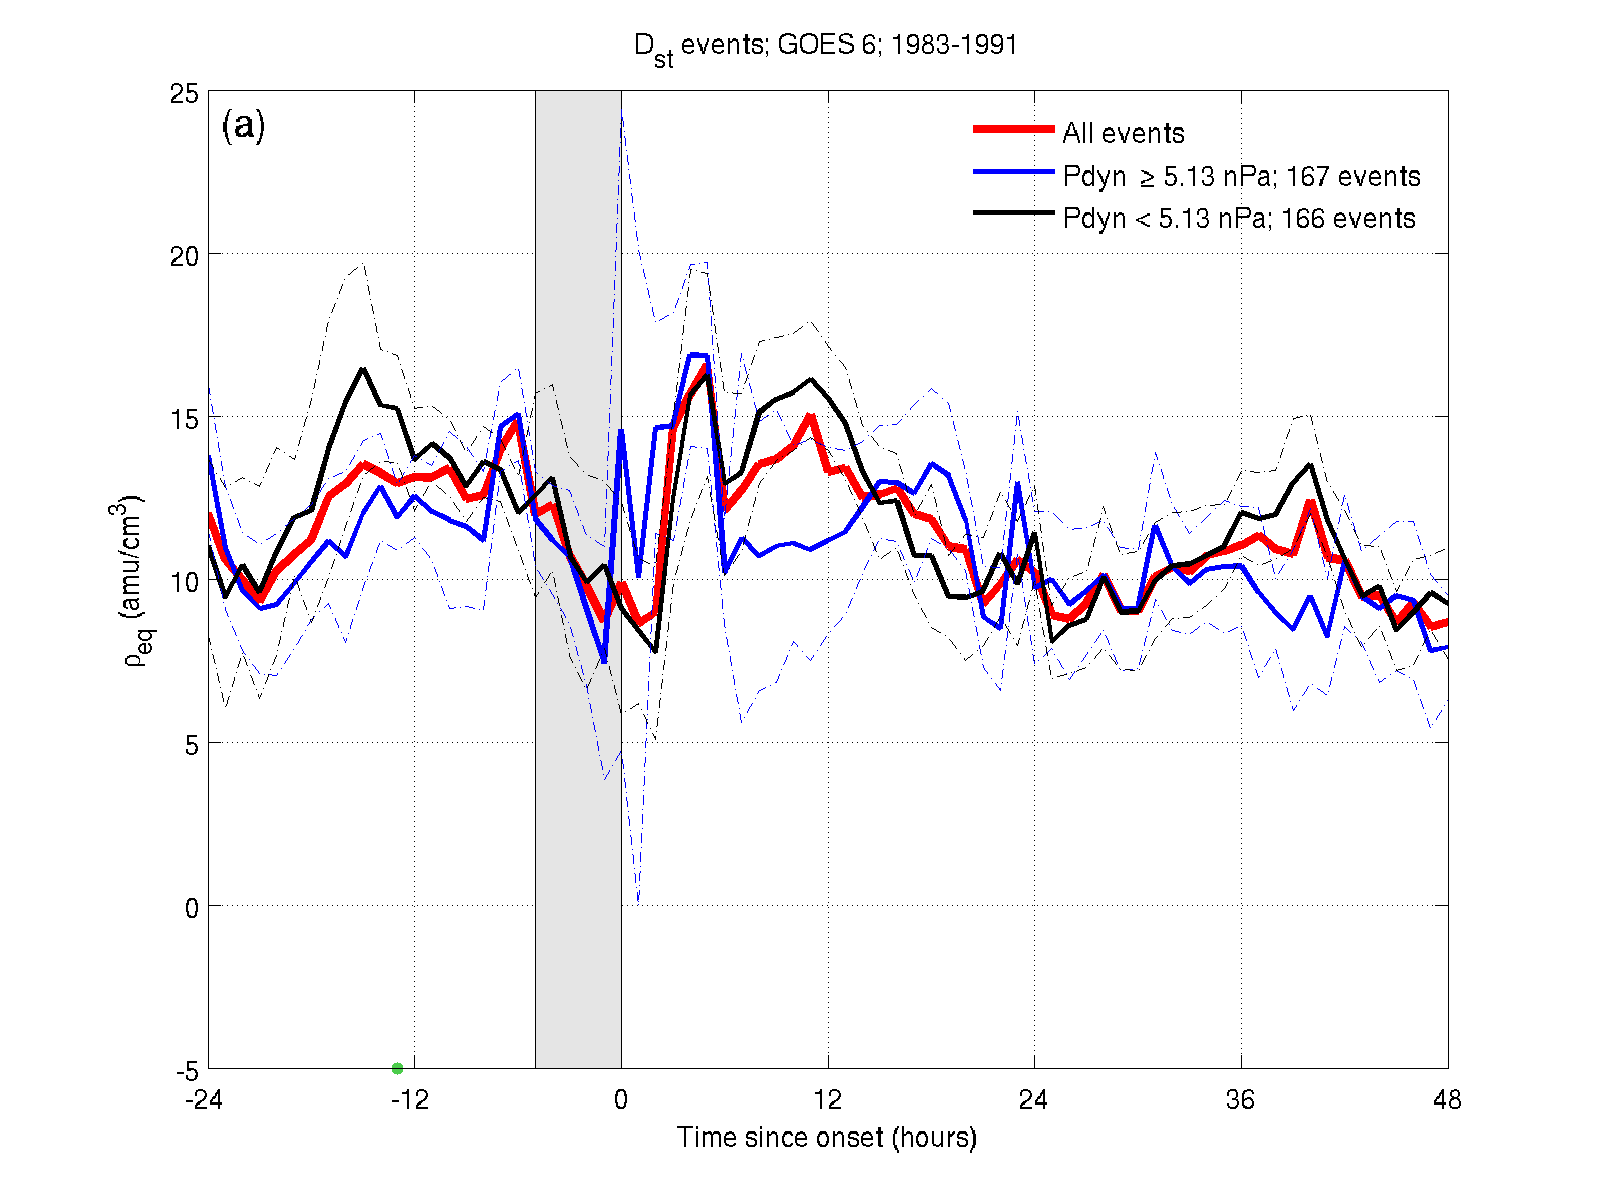 D_st events; GOES 6; 1983-1991
(a)
All events
Pdyn ≥ 5.13 nPa; 167 events
Pdyn < 5.13 nPa; 166 events
25
20
15
10
5
0
-5
ρ_eq (amu/cm³)
-24 -12 0 12 24 36 48
Time since onset (hours)